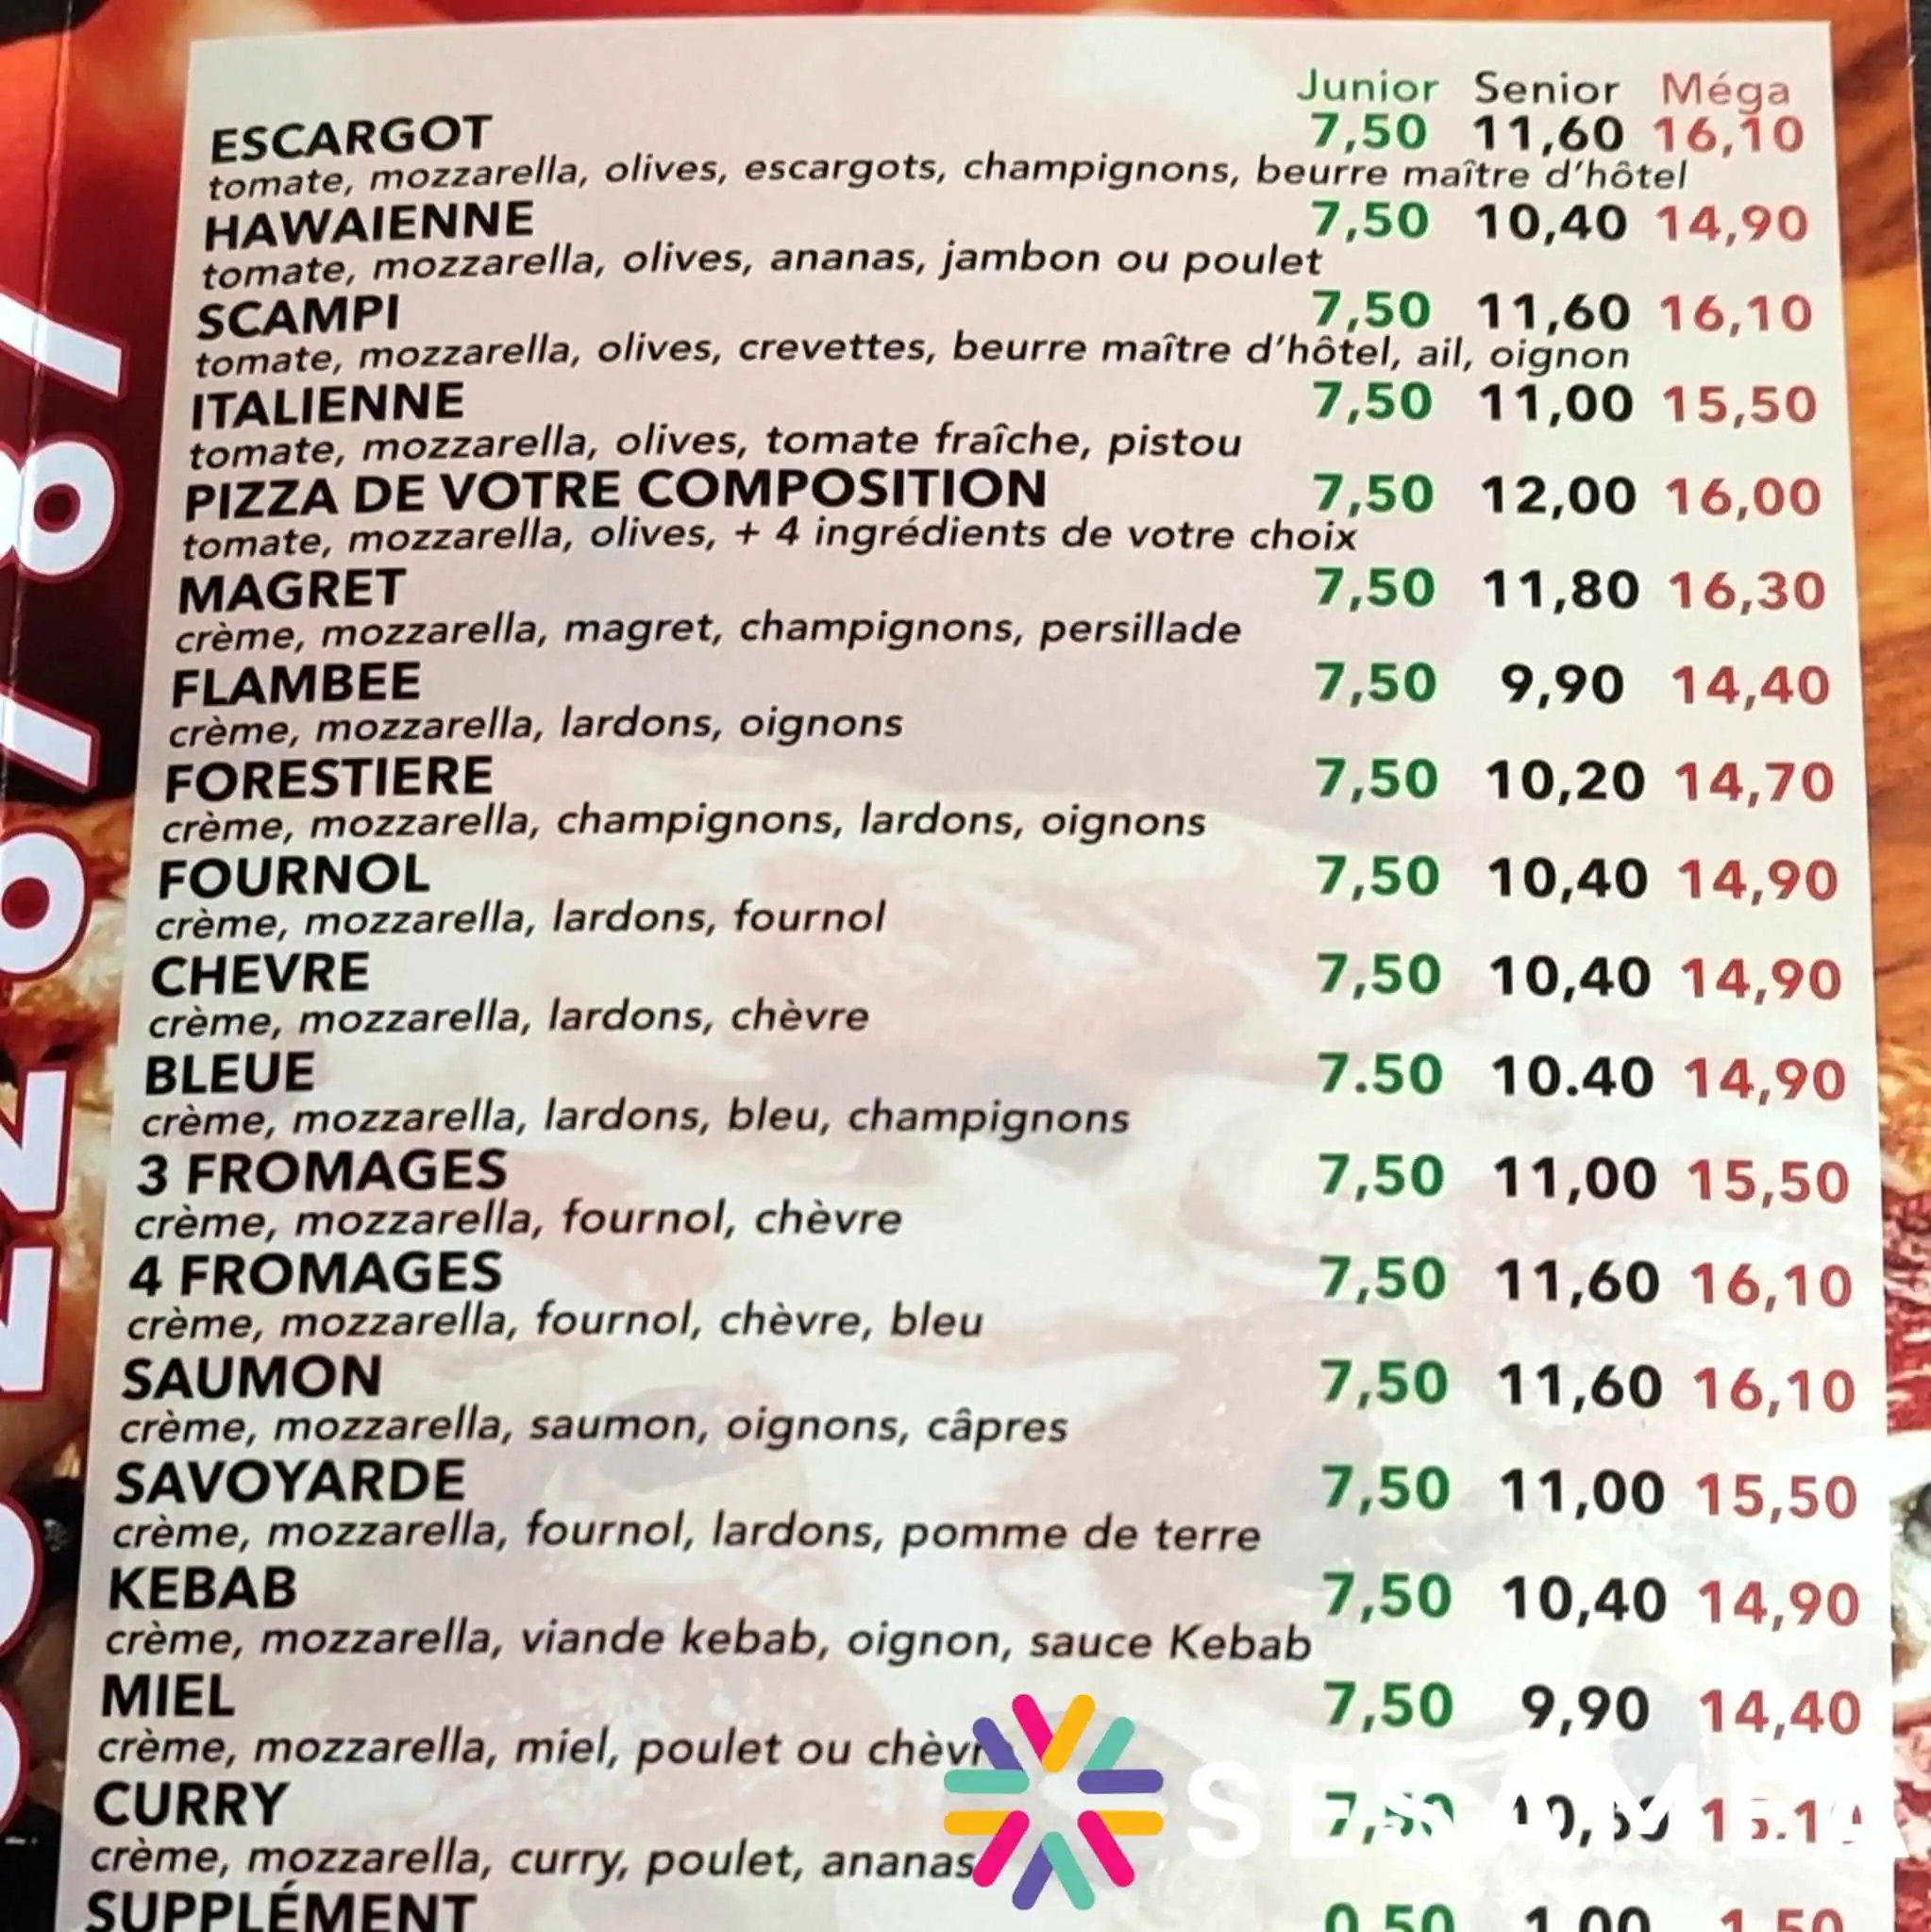 Junior Senior Méga
ESCARGOT 7,50 11,60 16,10
tomate, mozzarella, olives, escargots, champignons, beurre maître d'hôtel
HAWAIENNE 7,50 10,40 14,90
tomate, mozzarella, olives, ananas, jambon ou poulet
SCAMPI 7,50 11,60 16,10
tomate, mozzarella, olives, crevettes, beurre maître d'hôtel, ail, oignon
ITALIENNE 7,50 11,00 15,50
tomate, mozzarella, olives, tomate fraîche, pistou
PIZZA DE VOTRE COMPOSITION 7,50 12,00 16,00
tomate, mozzarella, olives, + 4 ingrédients de votre choix
MAGRET 7,50 11,80 16,30
crème, mozzarella, magret, champignons, persillade
FLAMBEE 7,50 9,90 14,40
crème, mozzarella, lardons, oignons
FORESTIERE 7,50 10,20 14,70
crème, mozzarella, champignons, lardons, oignons
FOURNOL 7,50 10,40 14,90
crème, mozzarella, lardons, fournol
CHEVRE 7,50 10,40 14,90
crème, mozzarella, lardons, chèvre
BLEUE 7.50 10.40 14,90
crème, mozzarella, lardons, bleu, champignons
3 FROMAGES 7,50 11,00 15,50
crème, mozzarella, fournol, chèvre
4 FROMAGES 7,50 11,60 16,10
crème, mozzarella, fournol, chèvre, bleu
SAUMON 7,50 11,60 16,10
crème, mozzarella, saumon, oignons, câpres
SAVOYARDE 7,50 11,00 15,50
crème, mozzarella, fournol, lardons, pomme de terre
KEBAB 7,50 10,40 14,90
crème, mozzarella, viande kebab, oignon, sauce Kebab
MIEL 7,50 9,90 14,40
crème, mozzarella, miel, poulet ou chèvre
CURRY 7,50
crème, mozzarella, curry, poulet, ananas
SUPPLÉMENT 0,50 1,00 1,50